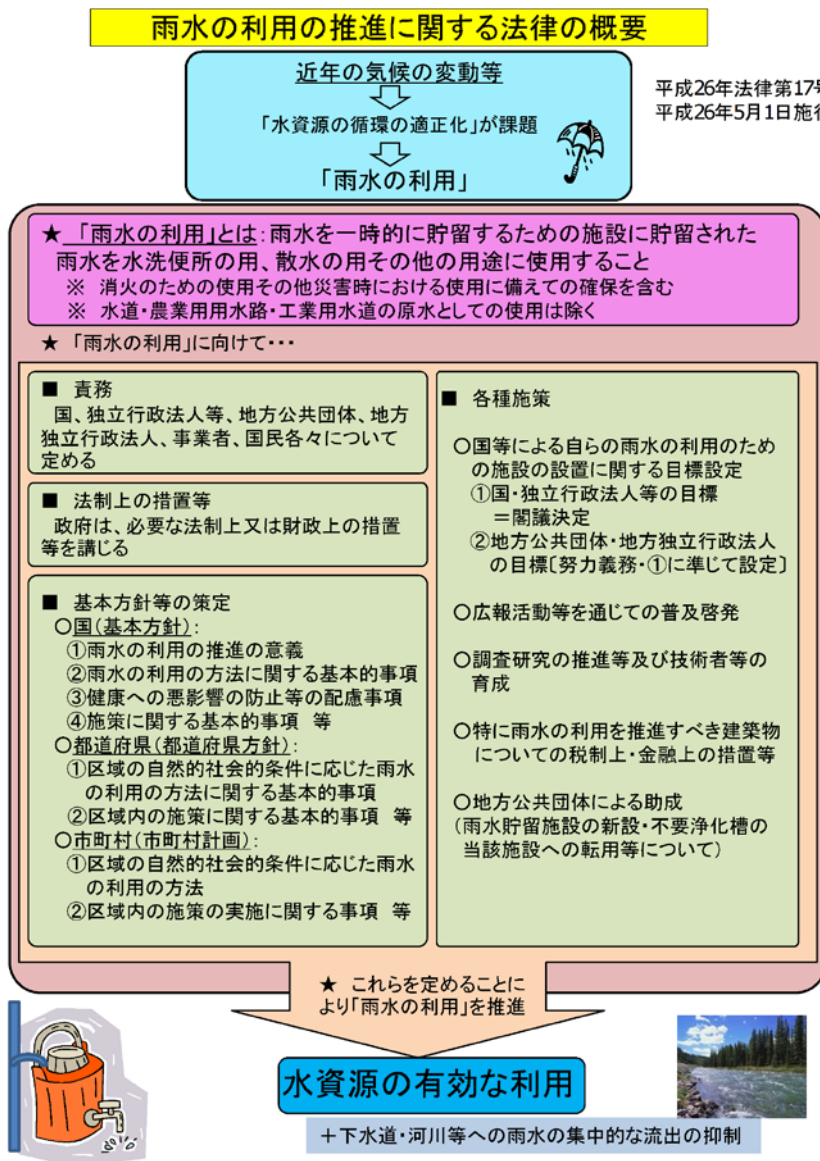 雨水の利用の推進に関する法律の概要
近年の気候の変動等
「水資源の循環の適正化」が課題
「雨水の利用」
平成26年法律第17号
平成26年5月1日施行
★ 「雨水の利用」とは：雨水を一時的に貯留するための施設に貯留された
雨水を水洗便所の用、散水の用その他の用途に使用すること
※ 消火のための使用その他災害時における使用に備えての確保を含む
※ 水道・農業用用水路・工業用水道の原水としての使用は除く
★ 「雨水の利用」に向けて・・・
■ 責務
国、独立行政法人等、地方公共団体、地方
独立行政法人、事業者、国民各々について
定める
■ 法制上の措置等
政府は、必要な法制上又は財政上の措置
等を講じる
■ 基本方針等の策定
○国（基本方針）：
①雨水の利用の推進の意義
②雨水の利用の方法に関する基本的事項
③健康への悪影響の防止等の配慮事項
④施策に関する基本的事項 等
○都道府県（都道府県方針）：
①区域の自然的社会的条件に応じた雨水
の利用の方法に関する基本的事項
②区域内の施策に関する基本的事項 等
○市町村（市町村計画）：
①区域の自然的社会的条件に応じた雨水
の利用の方法
②区域内の施策の実施に関する事項 等
■ 各種施策
○国等による自らの雨水の利用のため
の施設の設置に関する目標設定
①国・独立行政法人等の目標
＝閣議決定
②地方公共団体・地方独立行政法人
の目標〔努力義務・①に準じて設定〕
○広報活動等を通じての普及啓発
○調査研究の推進等及び技術者等の
育成
○特に雨水の利用を推進すべき建築物
についての税制上・金融上の措置等
○地方公共団体による助成
（雨水貯留施設の新設・不要浄化槽の
当該施設への転用等について）
★ これらを定めることに
より「雨水の利用」を推進
水資源の有効な利用
＋下水道・河川等への雨水の集中的な流出の抑制